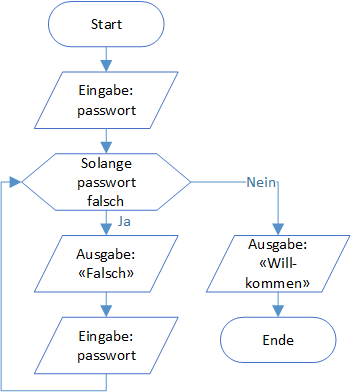 Start
Eingabe:
passwort
Solange
passwort
falsch
Nein
Ja
Ausgabe:
«Falsch»
Ausgabe:
«Will-
kommen»
Eingabe:
passwort
Ende